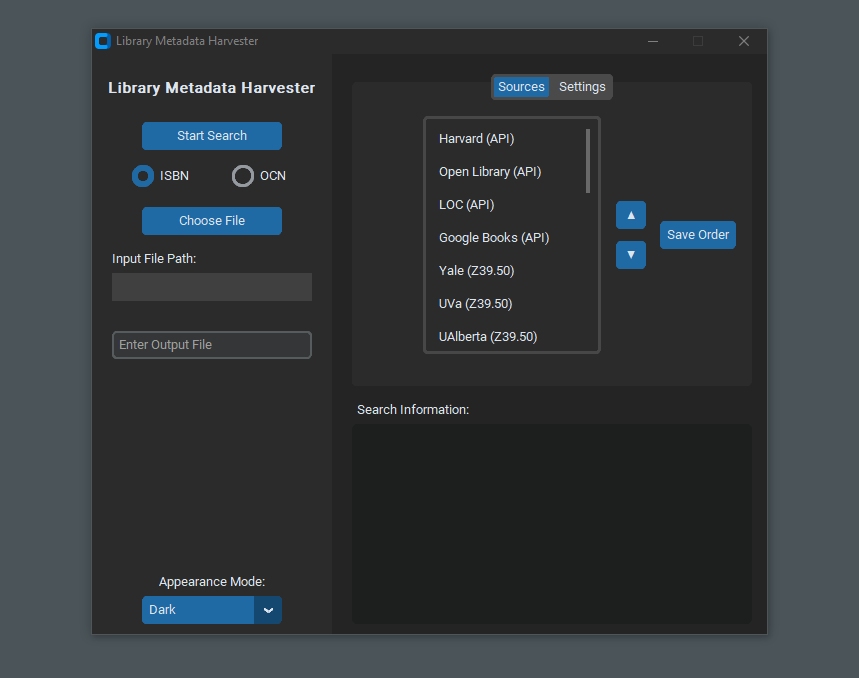 Library Metadata Harvester
Library Metadata Harvester
Start Search
ISBN
OCN
Choose File
Input File Path:
Enter Output File
Appearance Mode:
Dark
Sources
Settings
Harvard (API)
Open Library (API)
LOC (API)
Google Books (API)
Yale (Z39.50)
UVa (Z39.50)
UAlberta (Z39.50)
▲
▼
Save Order
Search Information: